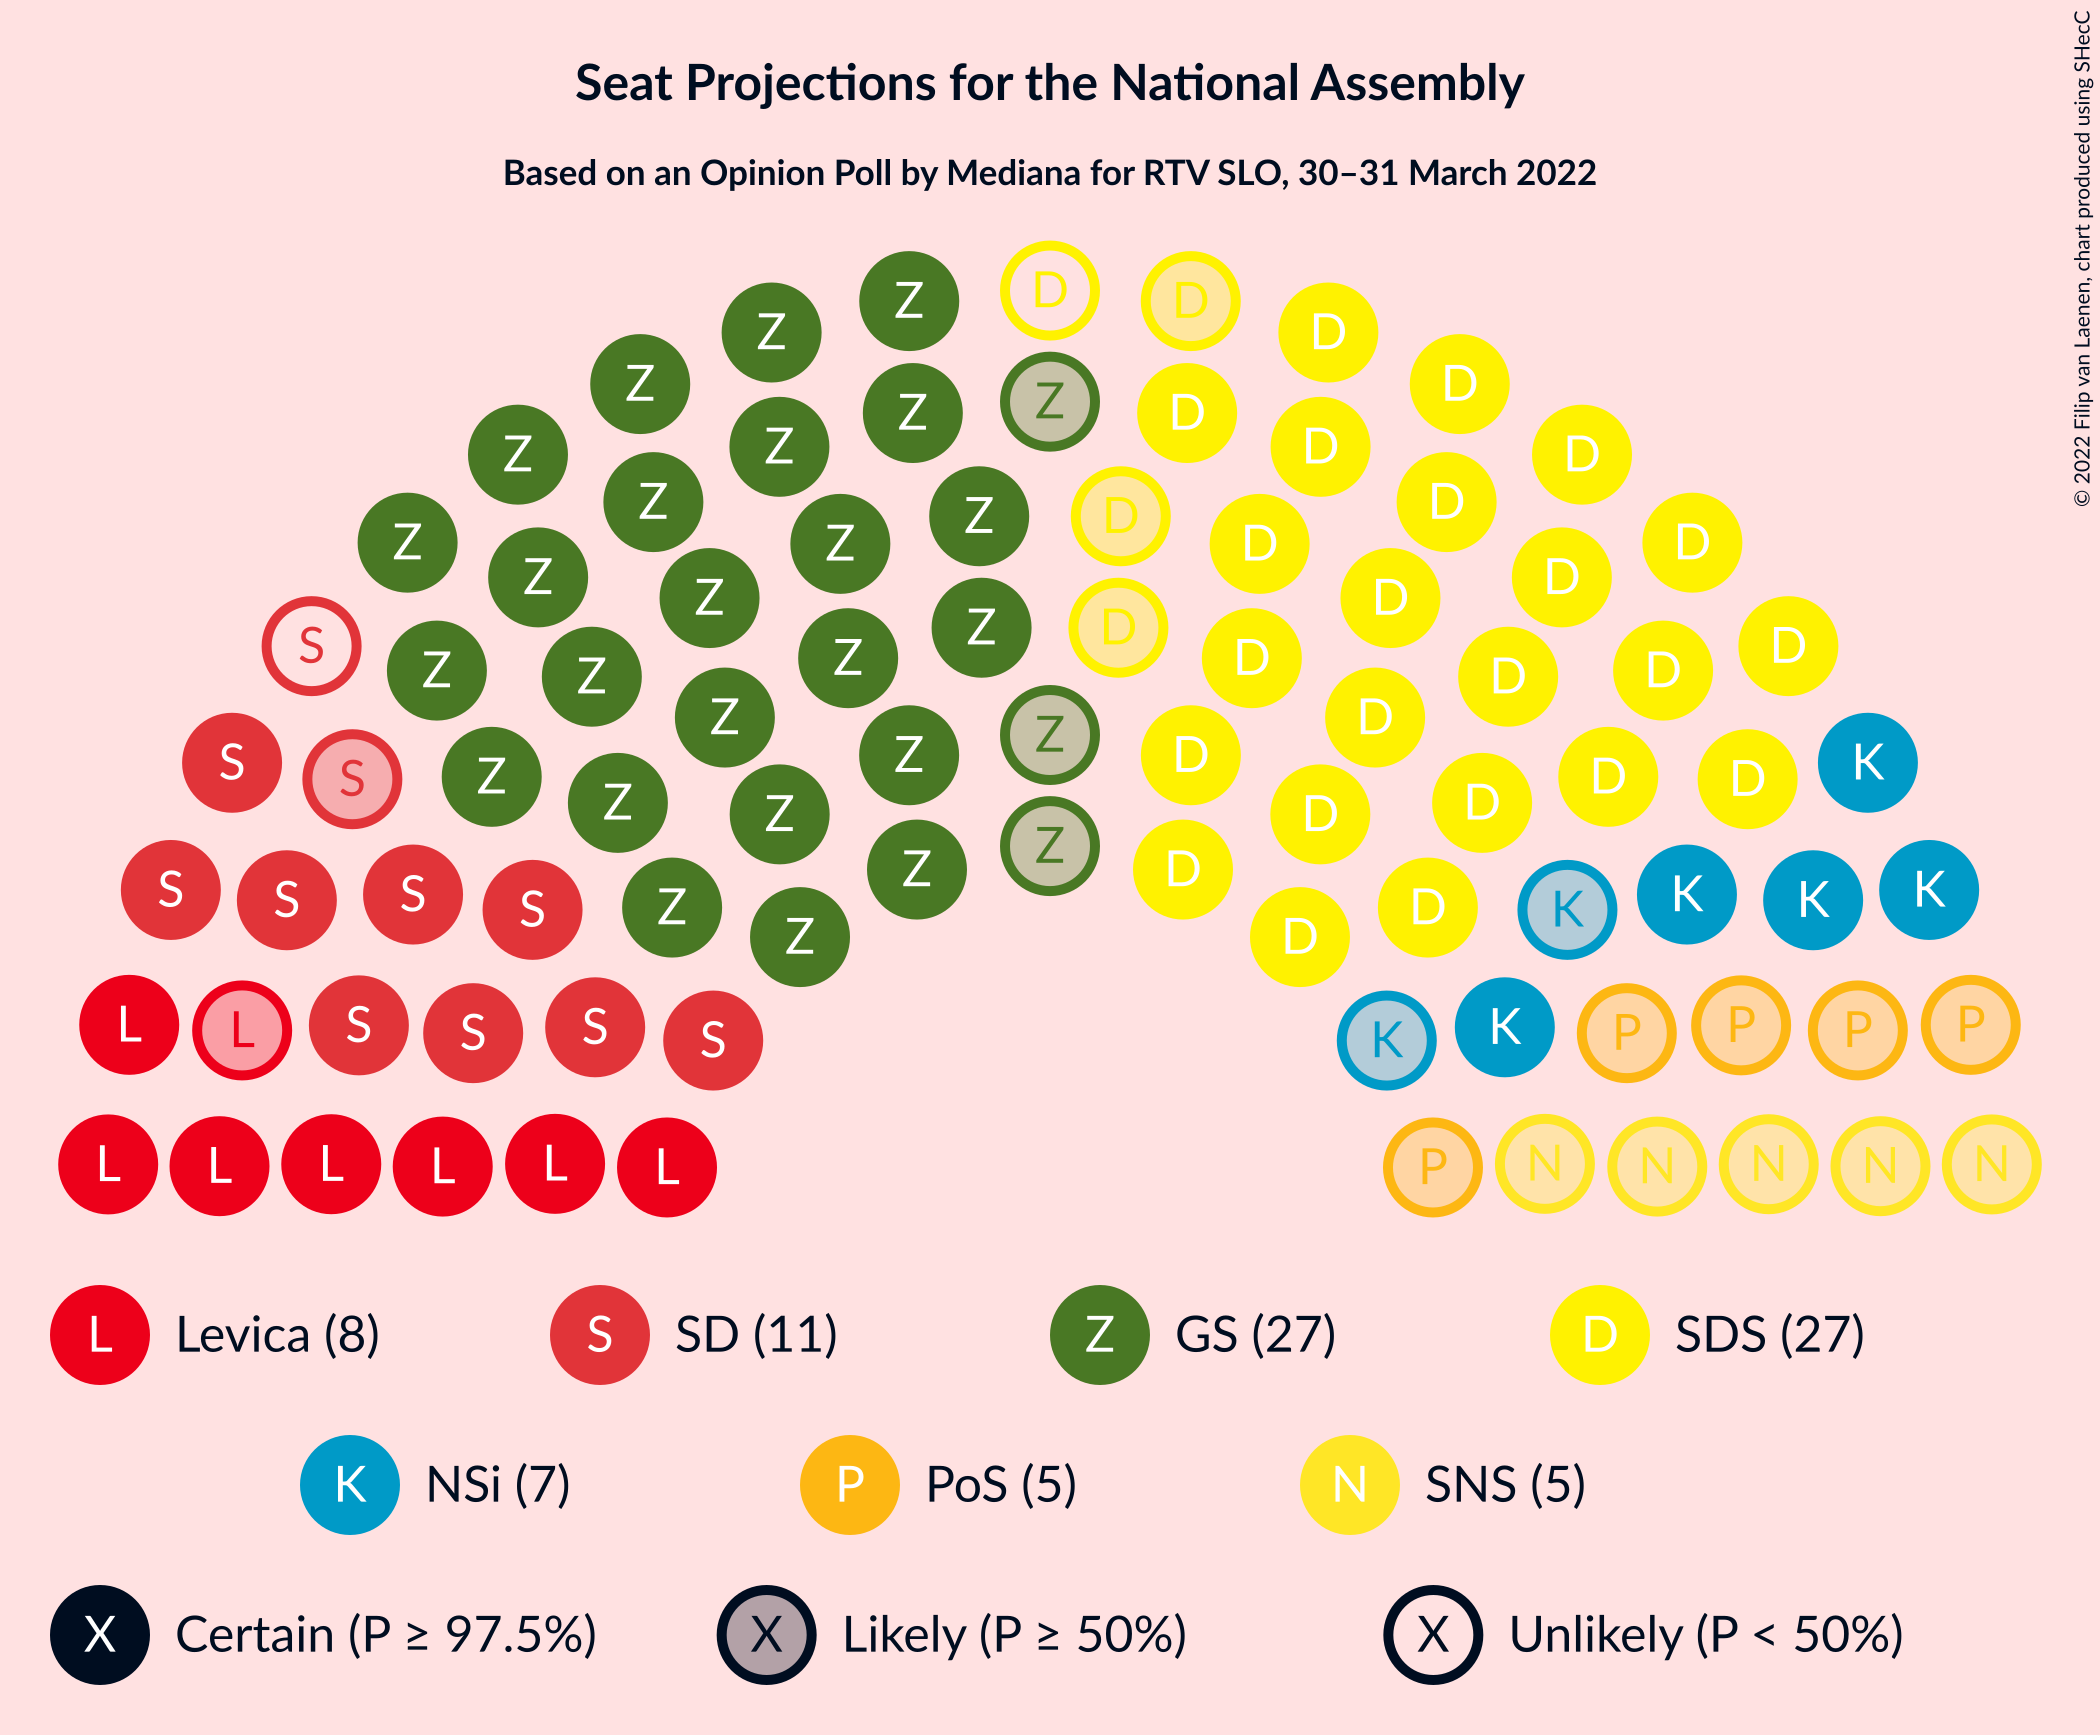 Seat Projections for the National Assembly
Based on an Opinion Poll by Mediana for RTV SLO, 30–31 March 2022
© 2022 Filip van Laenen, chart produced using SHecC
D
Z D
Z D
Z Z D
Z Z D D
Z D
Z Z D D
Z Z D D
Z D
Z Z D D
Z D
Z Z D D
S D
Z Z D D
Z D
Z Z D D
Z
S K
Z D
S D
Z D
Z D
Z
Z D
S K
S S K K
S Z D K
Z D
L P
S P
L S P P
S K
S K
L L L L L L P N N N N N
L Levica (8) S SD (11) Z GS (27) D SDS (27)
K NSi (7) P PoS (5) N SNS (5)
X Certain (P ≥ 97.5%) X Likely (P ≥ 50%) X Unlikely (P < 50%)